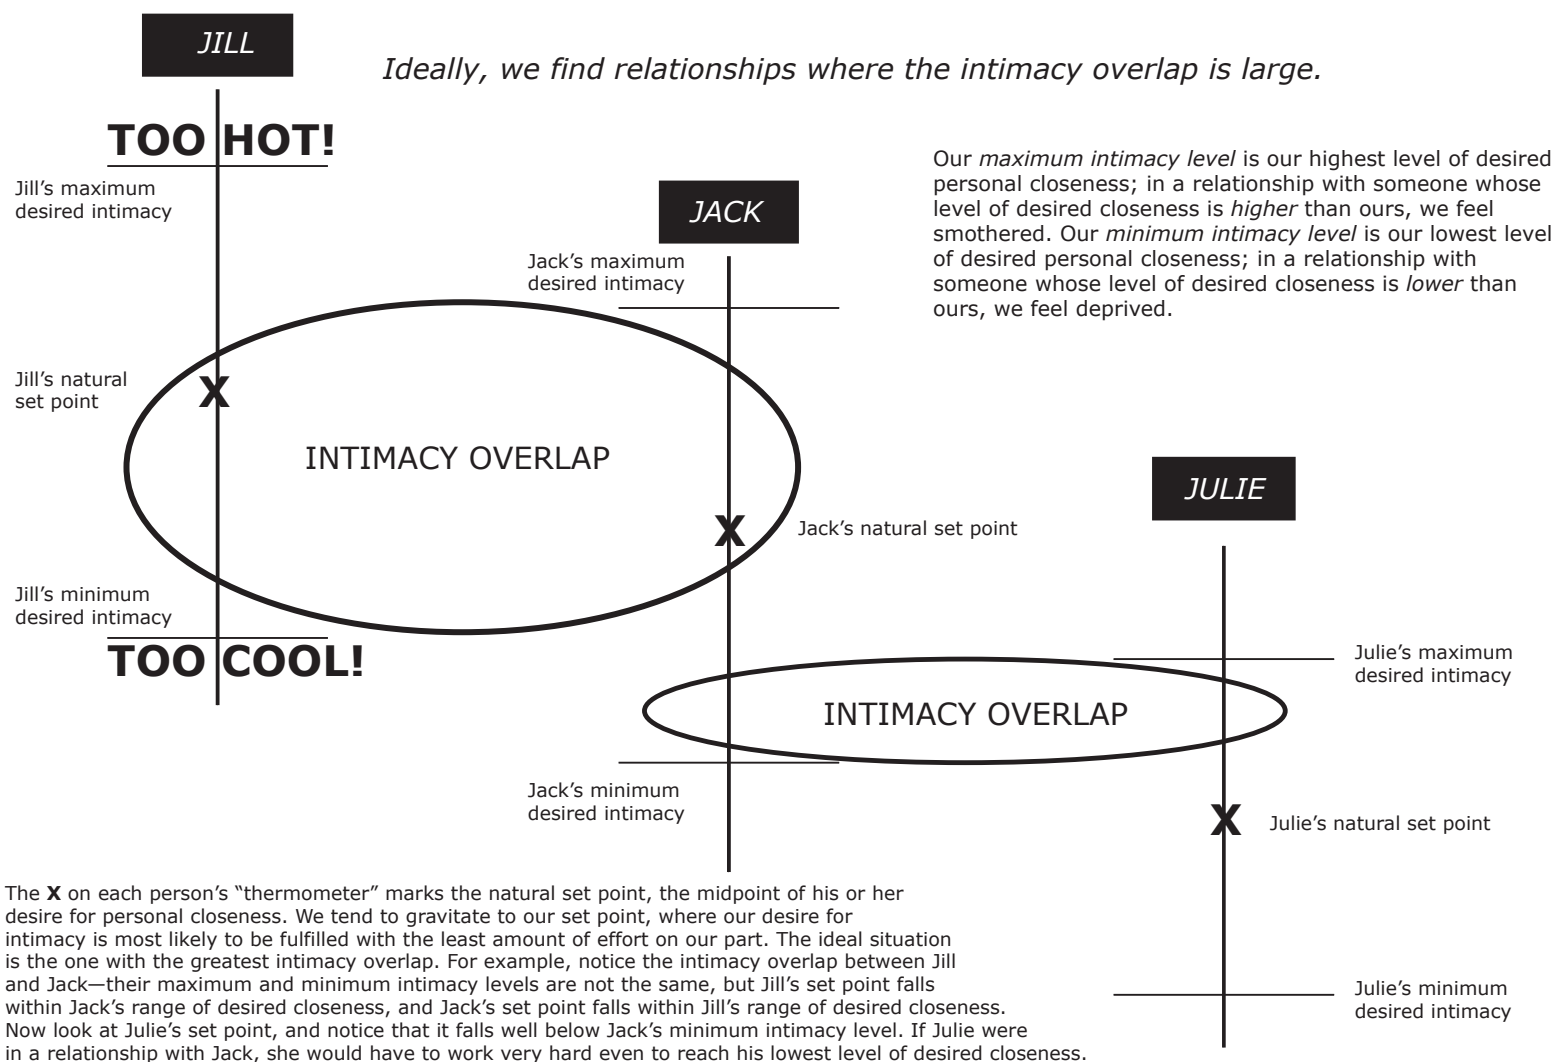 JILL
Ideally, we find relationships where the intimacy overlap is large.
TOO HOT!
Jill’s maximum
desired intimacy
Our maximum intimacy level is our highest level of desired
personal closeness; in a relationship with someone whose
level of desired closeness is higher than ours, we feel
smothered. Our minimum intimacy level is our lowest level
of desired personal closeness; in a relationship with
someone whose level of desired closeness is lower than
ours, we feel deprived.
JACK
Jack’s maximum
desired intimacy
Jill’s natural
set point
X
INTIMACY OVERLAP
JULIE
X
Jack’s natural set point
Jill’s minimum
desired intimacy
TOO COOL!
Julie’s maximum
desired intimacy
INTIMACY OVERLAP
Jack’s minimum
desired intimacy
X
Julie’s natural set point
The X on each person’s “thermometer” marks the natural set point, the midpoint of his or her
desire for personal closeness. We tend to gravitate to our set point, where our desire for
intimacy is most likely to be fulfilled with the least amount of effort on our part. The ideal situation
is the one with the greatest intimacy overlap. For example, notice the intimacy overlap between Jill
and Jack—their maximum and minimum intimacy levels are not the same, but Jill’s set point falls
within Jack’s range of desired closeness, and Jack’s set point falls within Jill’s range of desired closeness.
Now look at Julie’s set point, and notice that it falls well below Jack’s minimum intimacy level. If Julie were
in a relationship with Jack, she would have to work very hard even to reach his lowest level of desired closeness.
Julie’s minimum
desired intimacy